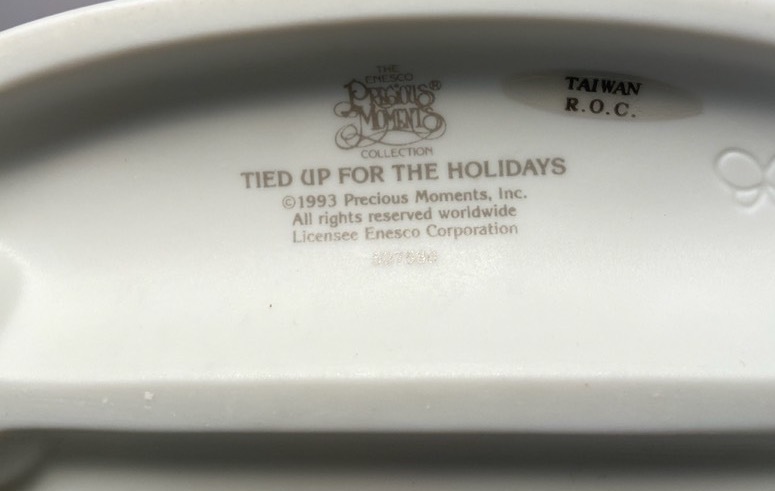 THE
ENESCO
PRECIOUS®
MOMENTS
COLLECTION
TIED UP FOR THE HOLIDAYS
©1993 Precious Moments, Inc.
All rights reserved worldwide
Licensee Enesco Corporation
TAIWAN
R.O.C.